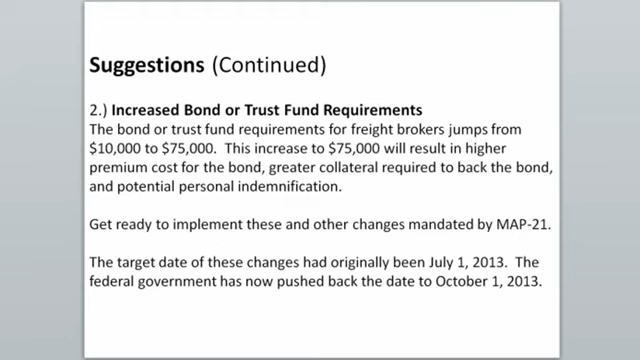 Suggestions (Continued)
2.) Increased Bond or Trust Fund Requirements
The bond or trust fund requirements for freight brokers jumps from
$10,000 to $75,000. This increase to $75,000 will result in higher
premium cost for the bond, greater collateral required to back the bond,
and potential personal indemnification.
Get ready to implement these and other changes mandated by MAP-21.
The target date of these changes had originally been July 1, 2013. The
federal government has now pushed back the date to October 1, 2013.